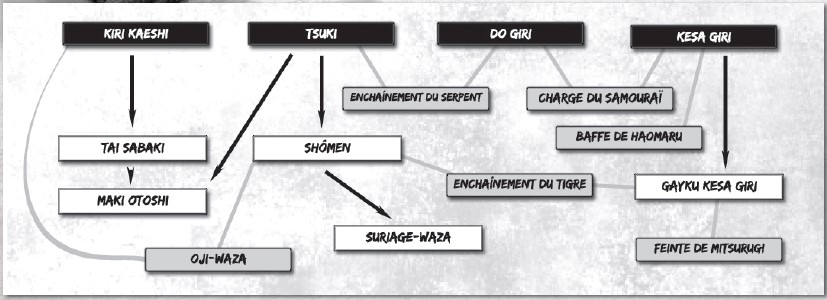 KIRI KAESHI
TSUKI
DO GIRI
KESA GIRI
ENCHAÎNEMENT DU SERPENT
CHARGE DU SAMOURAÏ
BAFFE DE HAOMARU
TAI SABAKI
SHÔMEN
MAKI OTOSHI
ENCHAÎNEMENT DU TIGRE
GAYKU KESA GIRI
SURIAGE-WAZA
OJI-WAZA
FEINTE DE MITSURUGI